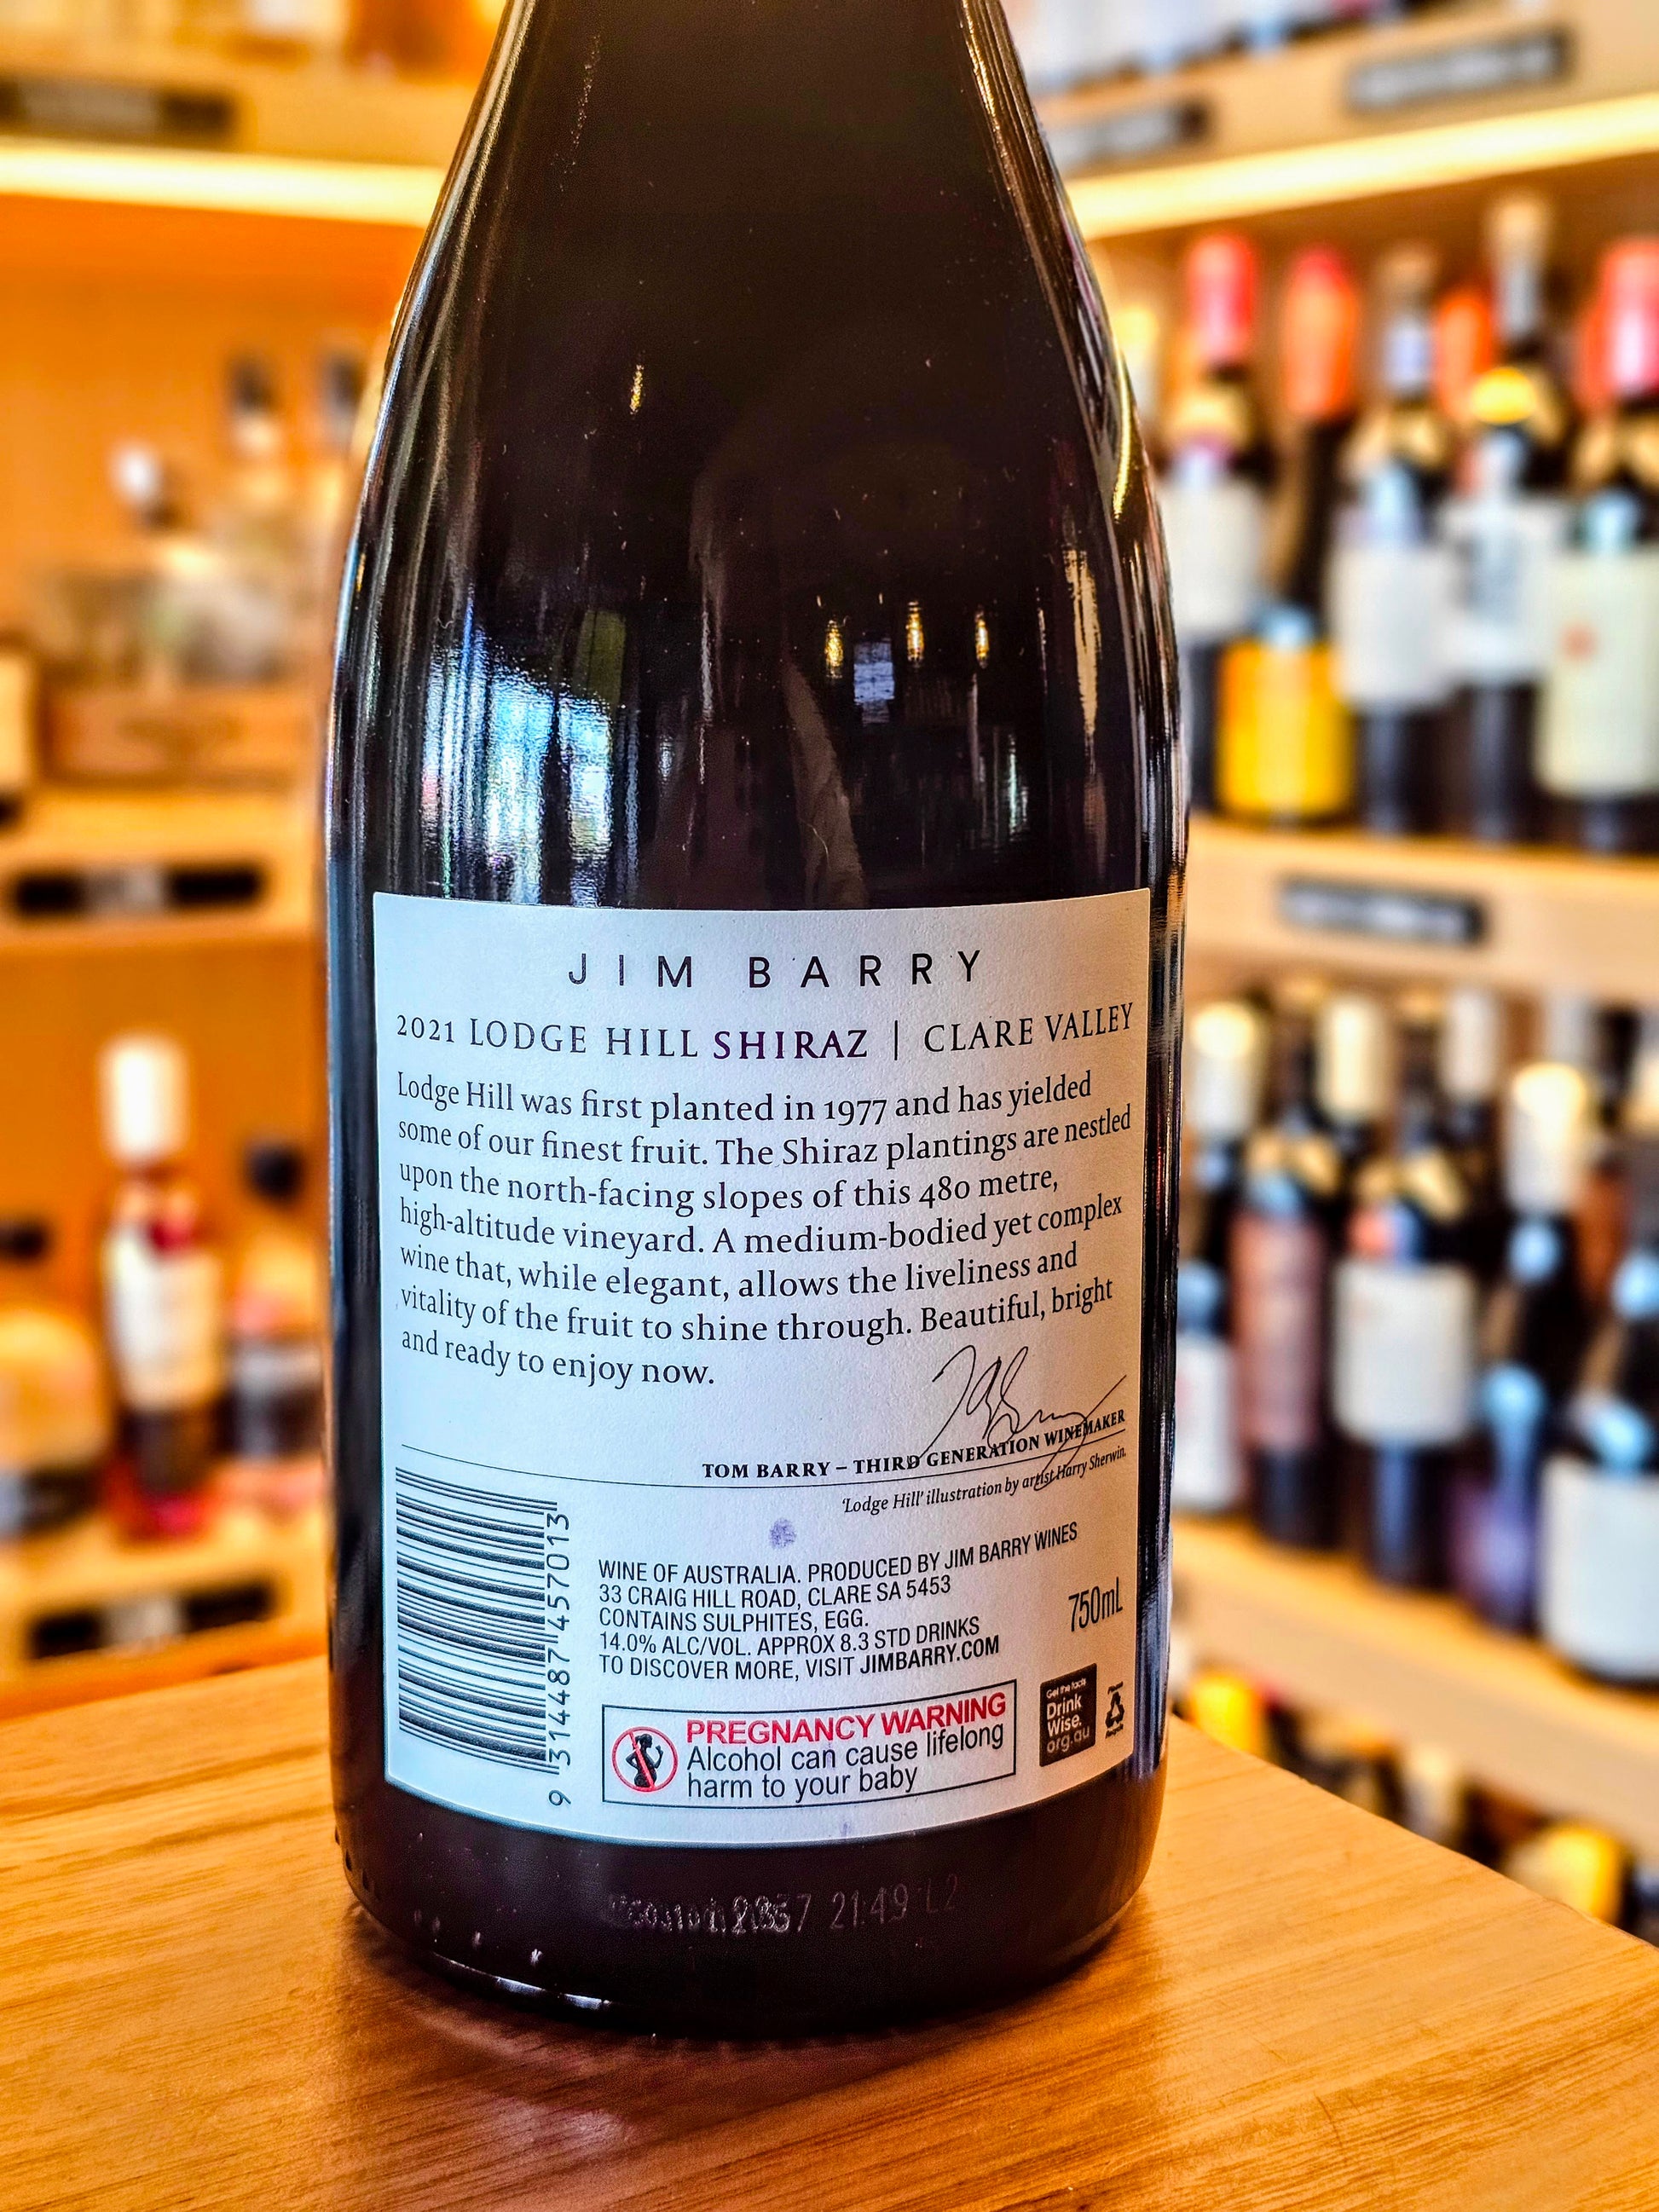 JIM BARRY
2021 LODGE HILL SHIRAZ | CLARE VALLEY
Lodge Hill was first planted in 1977 and has yielded
some of our finest fruit. The Shiraz plantings are nestled
upon the north-facing slopes of this 480 metre,
high-altitude vineyard. A medium-bodied yet complex
wine that, while elegant, allows the liveliness and
vitality of the fruit to shine through. Beautiful, bright
and ready to enjoy now.
TOM BARRY – THIRD GENERATION WINEMAKER
'Lodge Hill' illustration by artist Harry Sherwin.
9 314487 457013
WINE OF AUSTRALIA. PRODUCED BY JIM BARRY WINES
33 CRAIG HILL ROAD, CLARE SA 5453
CONTAINS SULPHITES, EGG.
14.0% ALC/VOL. APPROX 8.3 STD DRINKS
TO DISCOVER MORE, VISIT JIMBARRY.COM
750mL
PREGNANCY WARNING
Alcohol can cause lifelong
harm to your baby
Get the facts
Drink
Wise.
org.au
Please
Recycle
21:49 L2